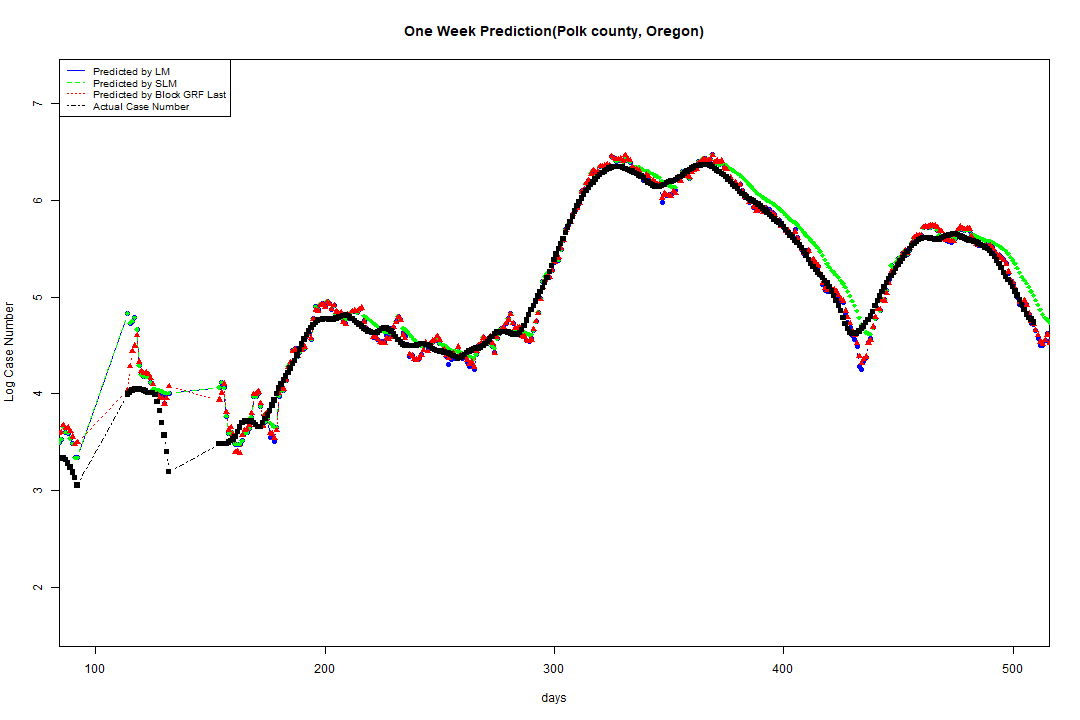 One Week Prediction(Polk county, Oregon)
Predicted by LM
Predicted by SLM
Predicted by Block GRF Last
Actual Case Number
7
6
5
4
3
2
Log Case Number
100 200 300 400 500
days